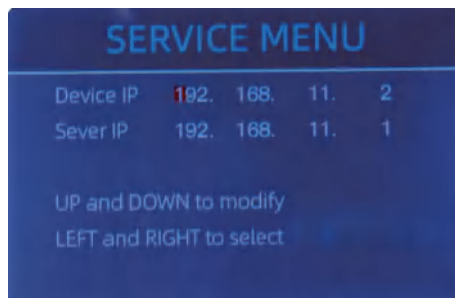 SERVICE MENU
Device IP 192. 168. 11. 2
Sever IP 192. 168. 11. 1
UP and DOWN to modify
LEFT and RIGHT to select